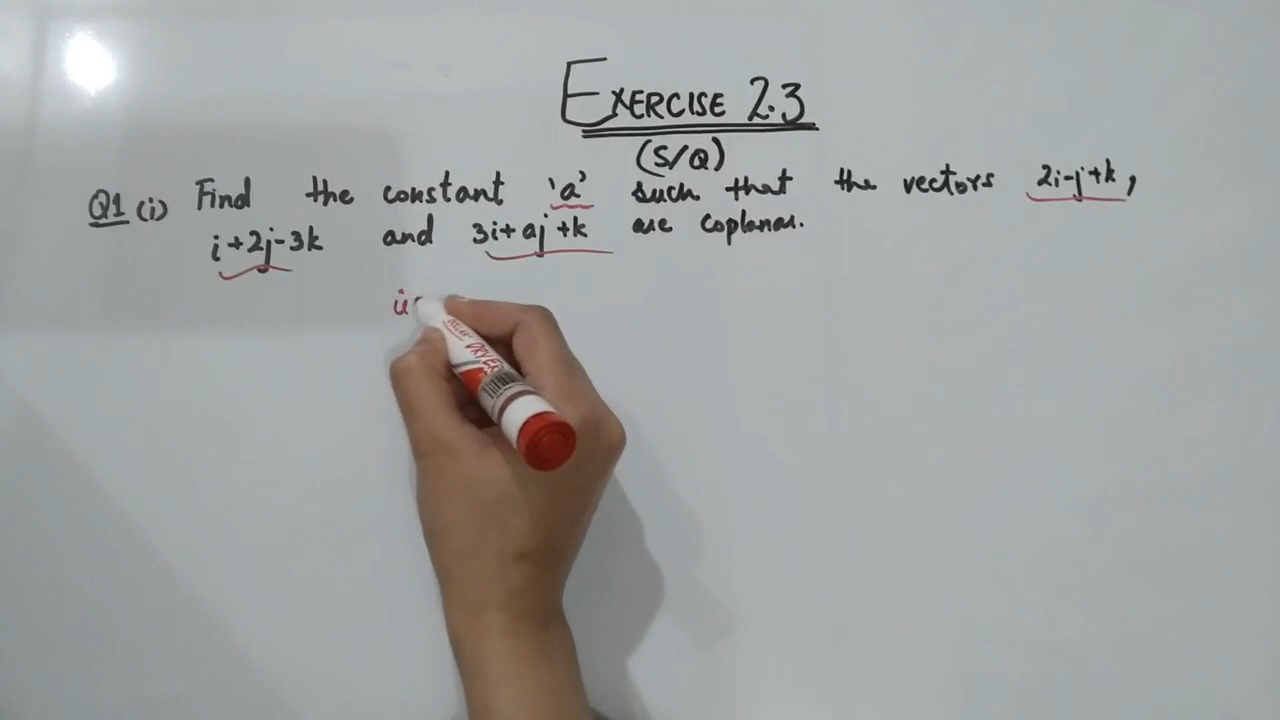 EXERCISE 2.3
(S/Q)
Q1 (i) Find the constant 'a' such that the vectors 2i-j+k,
i+2j-3k and 3i+aj+k are coplanar.
DRYER